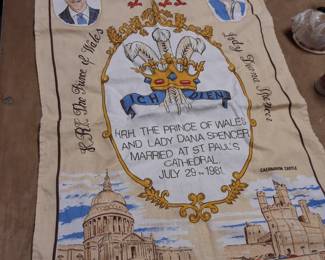 H.R.H. The Prince of Wales
Lady Diana Spencer
ICH DIEN
H.R.H. THE PRINCE OF WALES
AND LADY DIANA SPENCER
MARRIED AT ST PAUL'S
CATHEDRAL.
JULY 29TH 1981.
CAERNARVON CASTLE